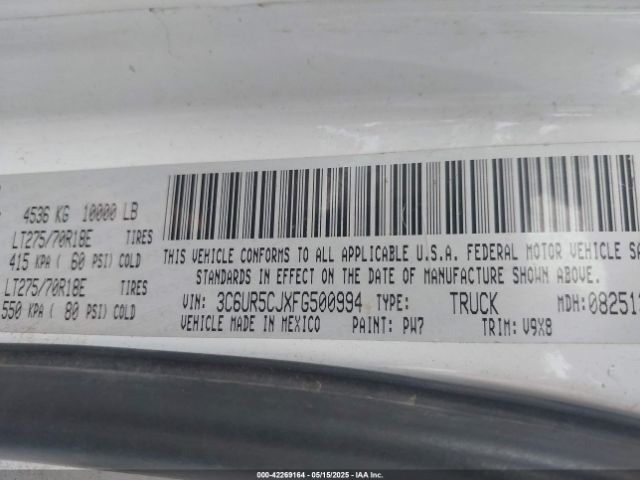 4536 KG 10000 LB
LT275/70R18E TIRES
415 KPA ( 60 PSI) COLD
LT275/70R18E TIRES
550 KPA ( 80 PSI) COLD
THIS VEHICLE CONFORMS TO ALL APPLICABLE U.S.A. FEDERAL MOTOR VEHICLE SA
STANDARDS IN EFFECT ON THE DATE OF MANUFACTURE SHOWN ABOVE.
VIN: 3C6UR5CJXFG500994 TYPE: TRUCK MDH: 08251
VEHICLE MADE IN MEXICO PAINT: PW7 TRIM: V9X8
000-42269164 - 05/15/2025 - IAA Inc.